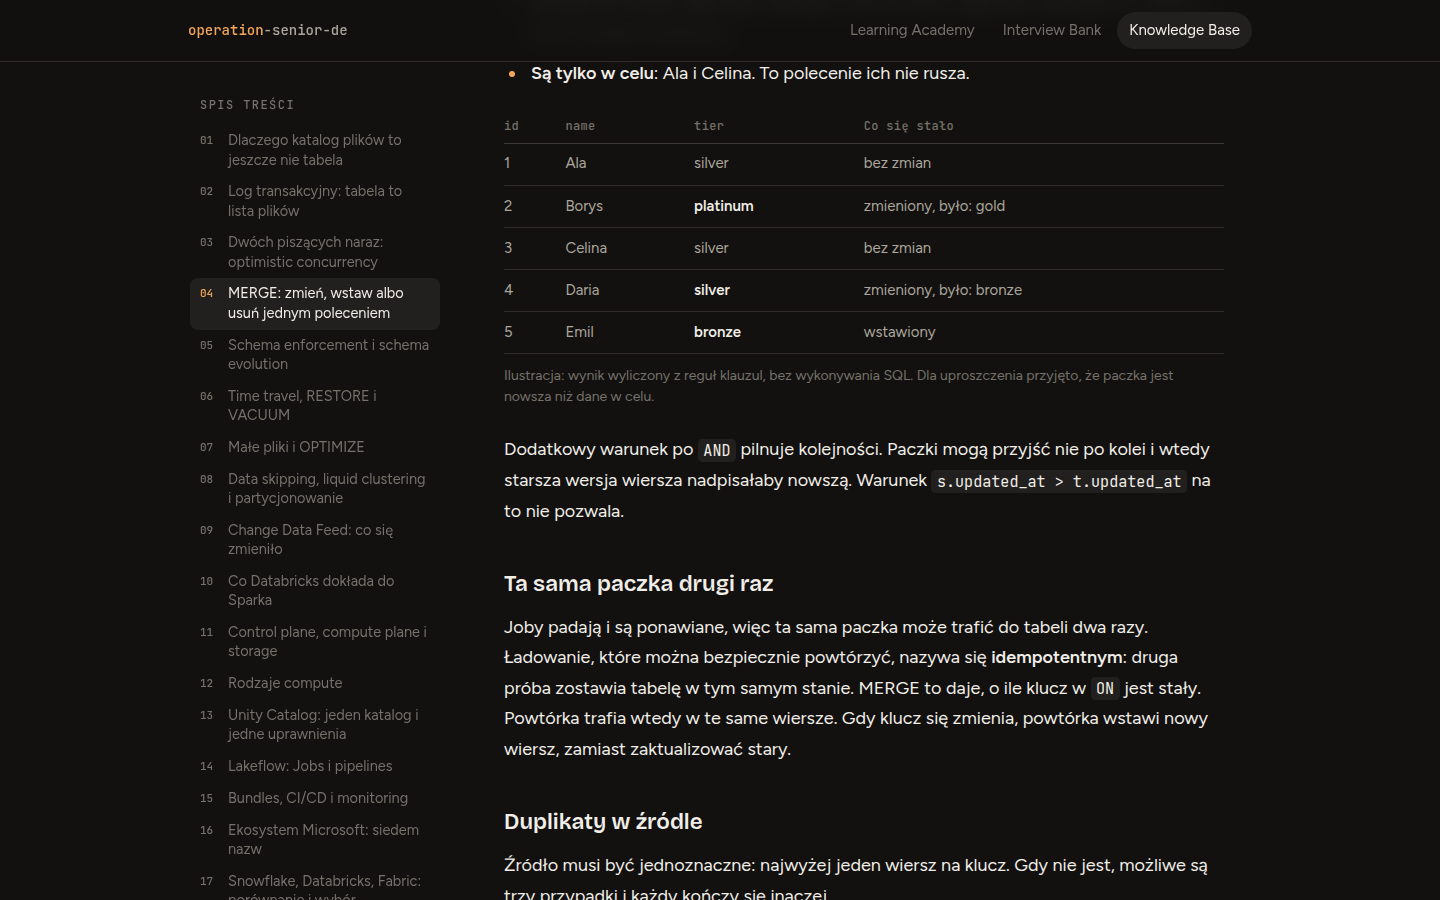 operation-senior-de
Learning Academy
Interview Bank
Knowledge Base
SPIS TREŚCI
01 Dlaczego katalog plików to
jeszcze nie tabela
02 Log transakcyjny: tabela to
lista plików
03 Dwóch piszących naraz:
optimistic concurrency
04 MERGE: zmień, wstaw albo
usuń jednym poleceniem
05 Schema enforcement i schema
evolution
06 Time travel, RESTORE i
VACUUM
07 Małe pliki i OPTIMIZE
08 Data skipping, liquid clustering
i partycjonowanie
09 Change Data Feed: co się
zmieniło
10 Co Databricks dokłada do
Sparka
11 Control plane, compute plane i
storage
12 Rodzaje compute
13 Unity Catalog: jeden katalog i
jedne uprawnienia
14 Lakeflow: Jobs i pipelines
15 Bundles, CI/CD i monitoring
16 Ekosystem Microsoft: siedem
nazw
17 Snowflake, Databricks, Fabric:
porównanie i wybór
Są tylko w celu: Ala i Celina. To polecenie ich nie rusza.
id name tier Co się stało
1 Ala silver bez zmian
2 Borys platinum zmieniony, było: gold
3 Celina silver bez zmian
4 Daria silver zmieniony, było: bronze
5 Emil bronze wstawiony
Ilustracja: wynik wyliczony z reguł klauzul, bez wykonywania SQL. Dla uproszczenia przyjęto, że paczka jest
nowsza niż dane w celu.
Dodatkowy warunek po AND pilnuje kolejności. Paczki mogą przyjść nie po kolei i wtedy
starsza wersja wiersza nadpisałaby nowszą. Warunek s.updated_at > t.updated_at na
to nie pozwala.
Ta sama paczka drugi raz
Joby padają i są ponawiane, więc ta sama paczka może trafić do tabeli dwa razy.
Ładowanie, które można bezpiecznie powtórzyć, nazywa się idempotentnym: druga
próba zostawia tabelę w tym samym stanie. MERGE to daje, o ile klucz w ON jest stały.
Powtórka trafia wtedy w te same wiersze. Gdy klucz się zmienia, powtórka wstawi nowy
wiersz, zamiast zaktualizować stary.
Duplikaty w źródle
Źródło musi być jednoznaczne: najwyżej jeden wiersz na klucz. Gdy nie jest, możliwe są
trzy przypadki i każdy kończy się inaczej.